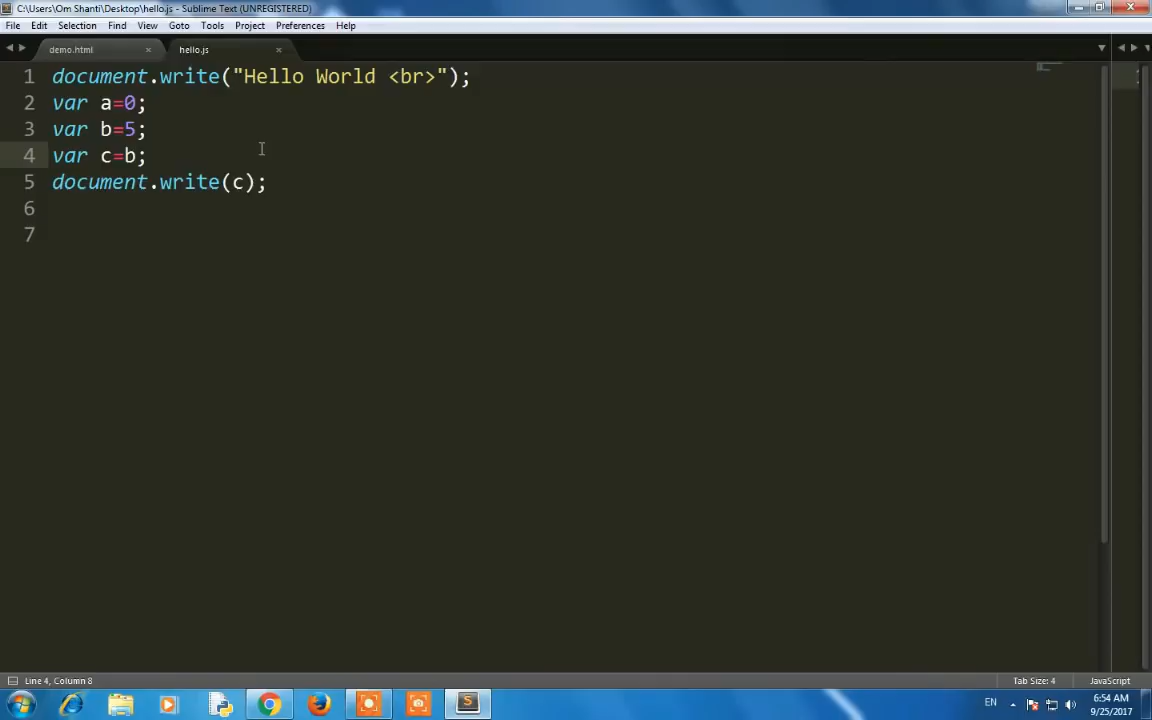 C:\Users\Om Shanti\Desktop\hello.js - Sublime Text (UNREGISTERED)
File Edit Selection Find View Goto Tools Project Preferences Help
demo.html hello.js
1 document.write("Hello World <br>");
2 var a=0;
3 var b=5;
4 var c=b;
5 document.write(c);
6
7
Line 4, Column 8 Tab Size: 4 JavaScript
EN 6:54 AM
9/25/2017